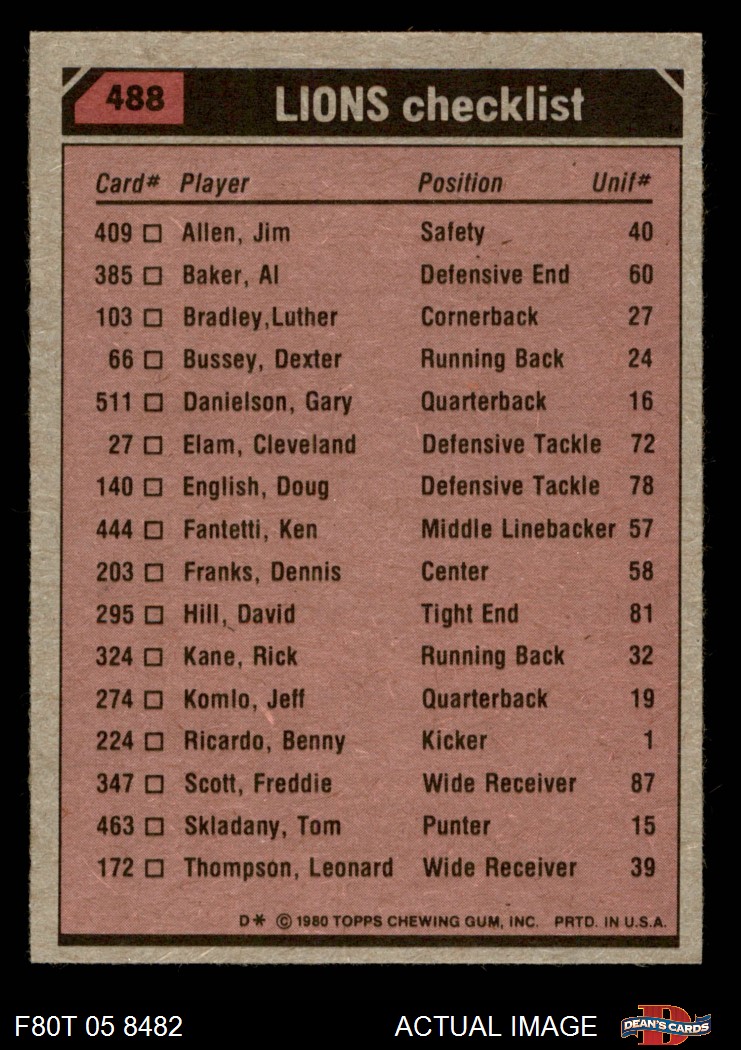 488 LIONS checklist
Card# Player Position Unif#
409 Allen, Jim Safety 40
385 Baker, Al Defensive End 60
103 Bradley,Luther Cornerback 27
66 Bussey, Dexter Running Back 24
511 Danielson, Gary Quarterback 16
27 Elam, Cleveland Defensive Tackle 72
140 English, Doug Defensive Tackle 78
444 Fantetti, Ken Middle Linebacker 57
203 Franks, Dennis Center 58
295 Hill, David Tight End 81
324 Kane, Rick Running Back 32
274 Komlo, Jeff Quarterback 19
224 Ricardo, Benny Kicker 1
347 Scott, Freddie Wide Receiver 87
463 Skladany, Tom Punter 15
172 Thompson, Leonard Wide Receiver 39
D* © 1980 TOPPS CHEWING GUM, INC. PRTD. IN U.S.A.
F80T 05 8482 ACTUAL IMAGE D DEAN'S CARDS